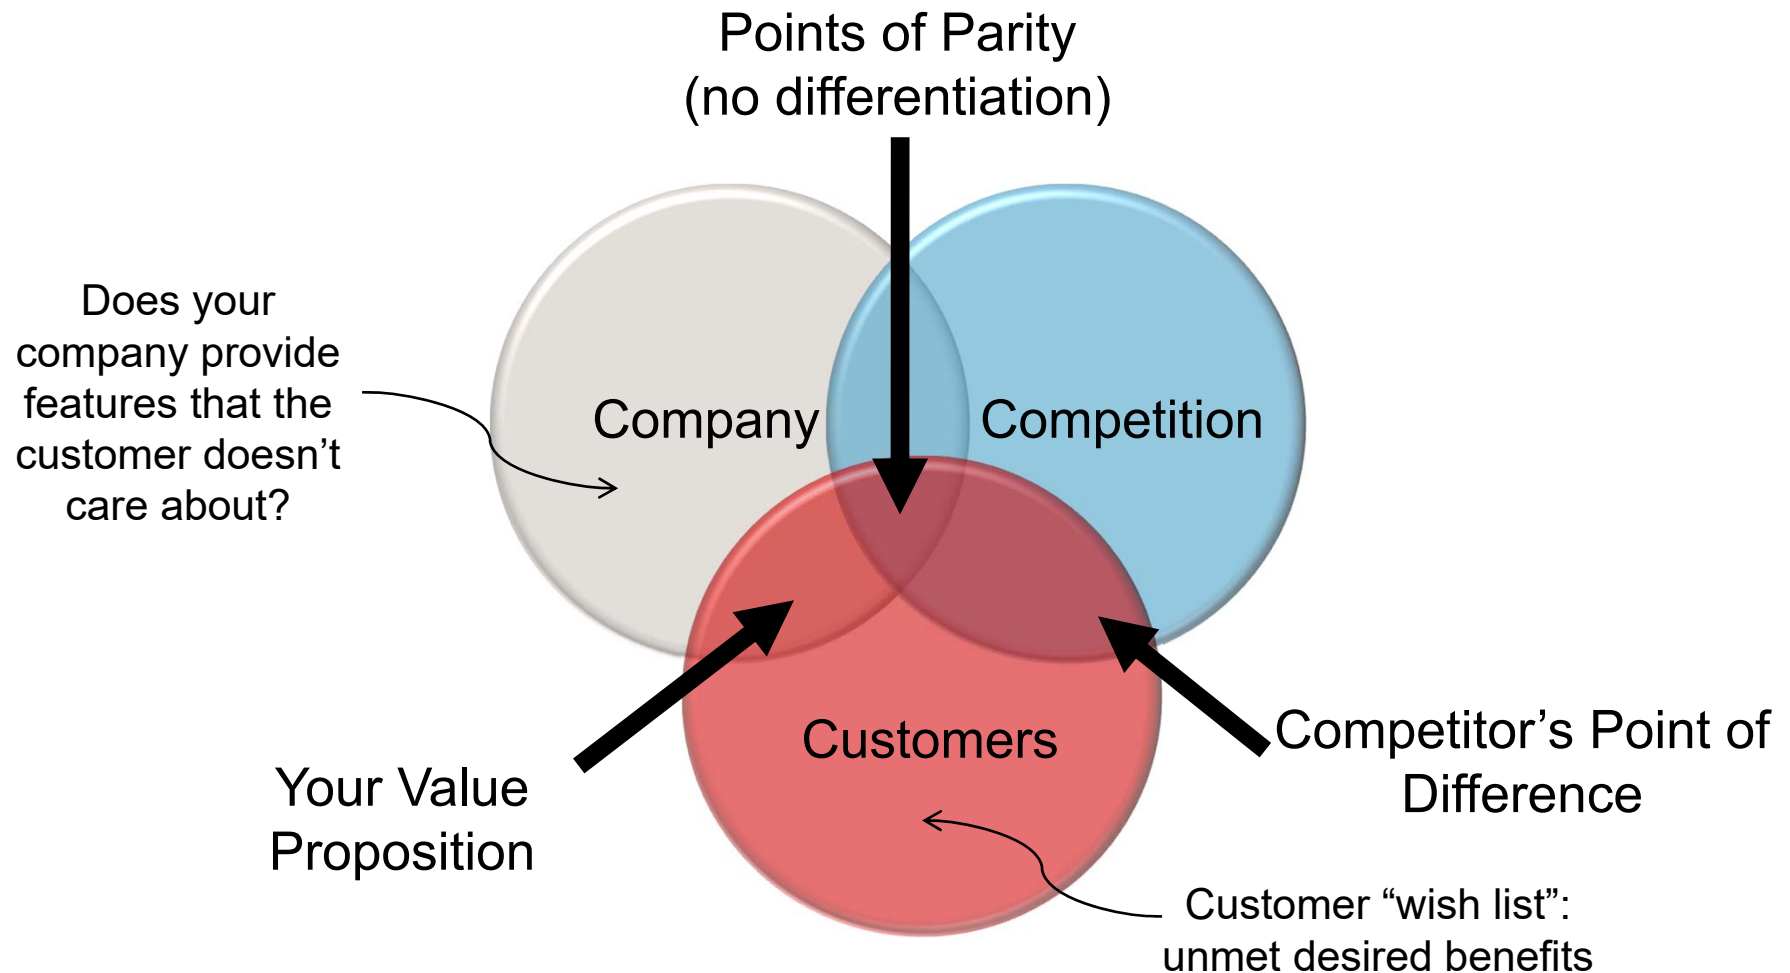 Points of Parity
(no differentiation)
Does your
company provide
features that the
customer doesn’t
care about?
Company
Competition
Customers
Your Value
Proposition
Competitor’s Point of
Difference
Customer “wish list”:
unmet desired benefits